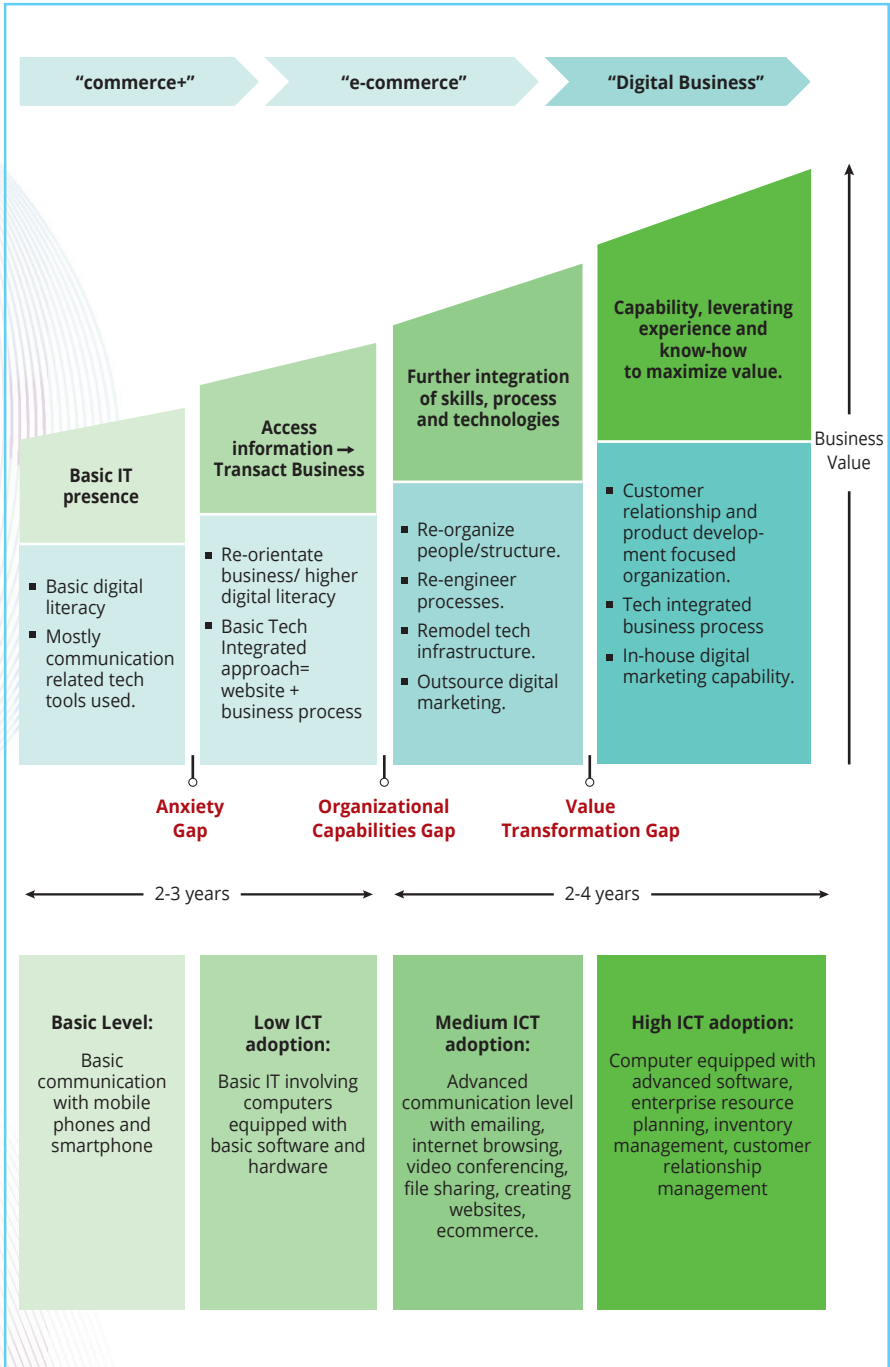 “commerce+”
“e-commerce”
“Digital Business”
Basic IT
presence
Access
information →
Transact Business
Further integration
of skills, process
and technologies
Capability, leverating
experience and
know-how
to maximize value.
Business
Value
▪ Basic digital
literacy
▪ Mostly
communication
related tech
tools used.
▪ Re-orientate
business/ higher
digital literacy
▪ Basic Tech
Integrated
approach=
website +
business process
▪ Re-organize
people/structure.
▪ Re-engineer
processes.
▪ Remodel tech
infrastructure.
▪ Outsource digital
marketing.
▪ Customer
relationship and
product develop-
ment focused
organization.
▪ Tech integrated
business process
▪ In-house digital
marketing capability.
Anxiety
Gap
Organizational
Capabilities Gap
Value
Transformation Gap
2-3 years
2-4 years
Basic Level:
Basic
communication
with mobile
phones and
smartphone
Low ICT
adoption:
Basic IT involving
computers
equipped with
basic software and
hardware
Medium ICT
adoption:
Advanced
communication level
with emailing,
internet browsing,
video conferencing,
file sharing, creating
websites,
ecommerce.
High ICT adoption:
Computer equipped with
advanced software,
enterprise resource
planning, inventory
management, customer
relationship
management